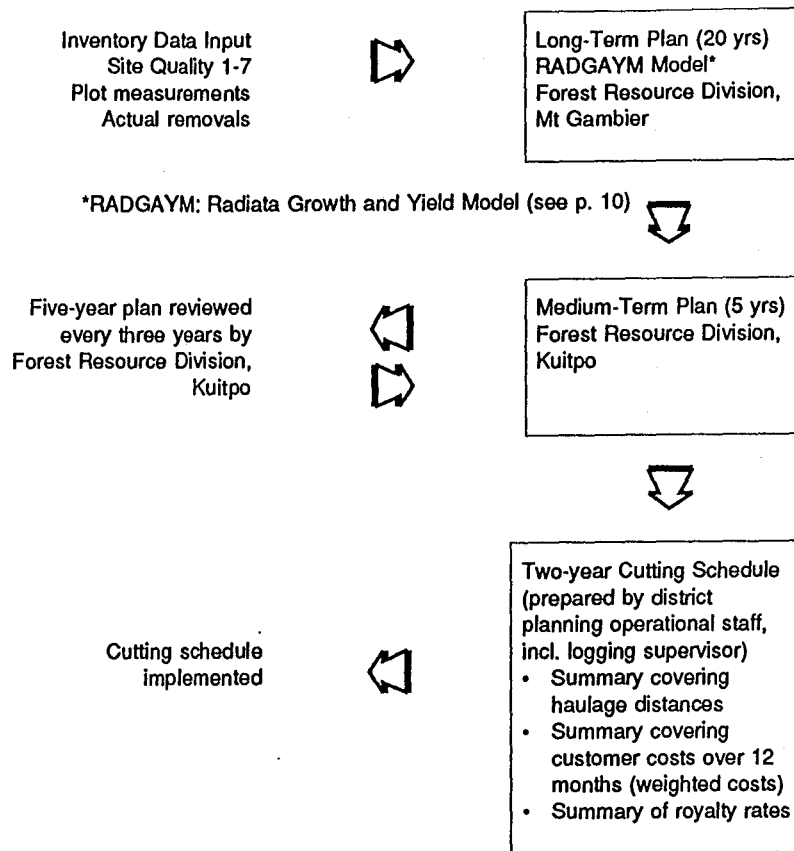 Inventory Data Input
Site Quality 1-7
Plot measurements
Actual removals
Long-Term Plan (20 yrs)
RADGAYM Model*
Forest Resource Division,
Mt Gambier
*RADGAYM: Radiata Growth and Yield Model (see p. 10)
Five-year plan reviewed
every three years by
Forest Resource Division,
Kuitpo
Medium-Term Plan (5 yrs)
Forest Resource Division,
Kuitpo
Cutting schedule
implemented
Two-year Cutting Schedule
(prepared by district
planning operational staff,
incl. logging supervisor)
• Summary covering
haulage distances
• Summary covering
customer costs over 12
months (weighted costs)
• Summary of royalty rates